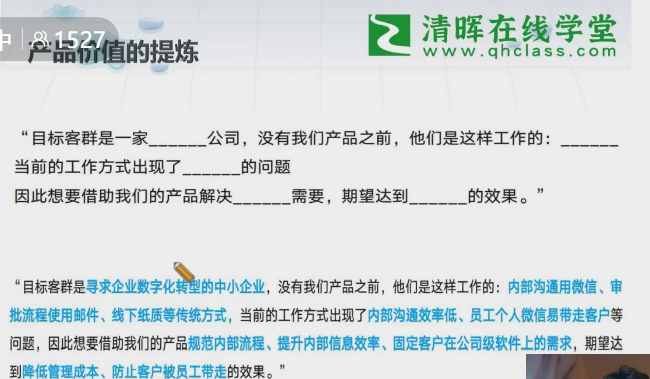 中 1527
清晖在线学堂
www.qhclass.com
产品价值的提炼
“目标客群是一家______公司，没有我们产品之前，他们是这样工作的：______
当前的工作方式出现了______的问题
因此想要借助我们的产品解决______需要，期望达到______的效果。”
“目标客群是寻求企业数字化转型的中小企业，没有我们产品之前，他们是这样工作的：内部沟通用微信、审
批流程使用邮件、线下纸质等传统方式，当前的工作方式出现了内部沟通效率低、员工个人微信易带走客户等
问题，因此想要借助我们的产品规范内部流程、提升内部信息效率、固定客户在公司级软件上的需求，期望达
到降低管理成本、防止客户被员工带走的效果。”